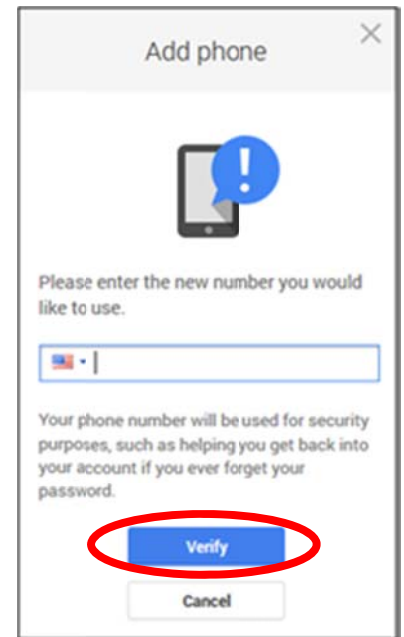 Add phone
!
Please enter the new number you would
like to use.
Your phone number will be used for security
purposes, such as helping you get back into
your account if you ever forget your
password.
Verify
Cancel